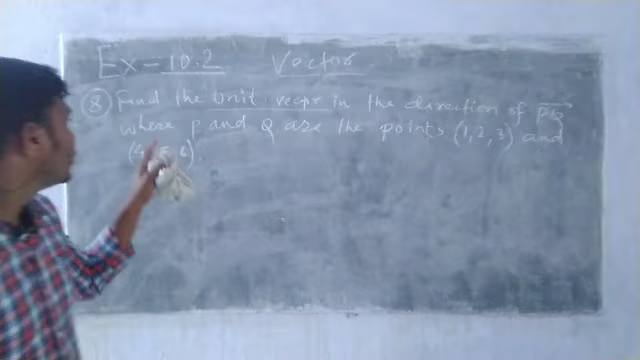 Ex-10.2 Vector
⑧ Find the Unit vecor in the direction of PQ
where P and Q are the points (1, 2, 3) and
(4, 5, 6).